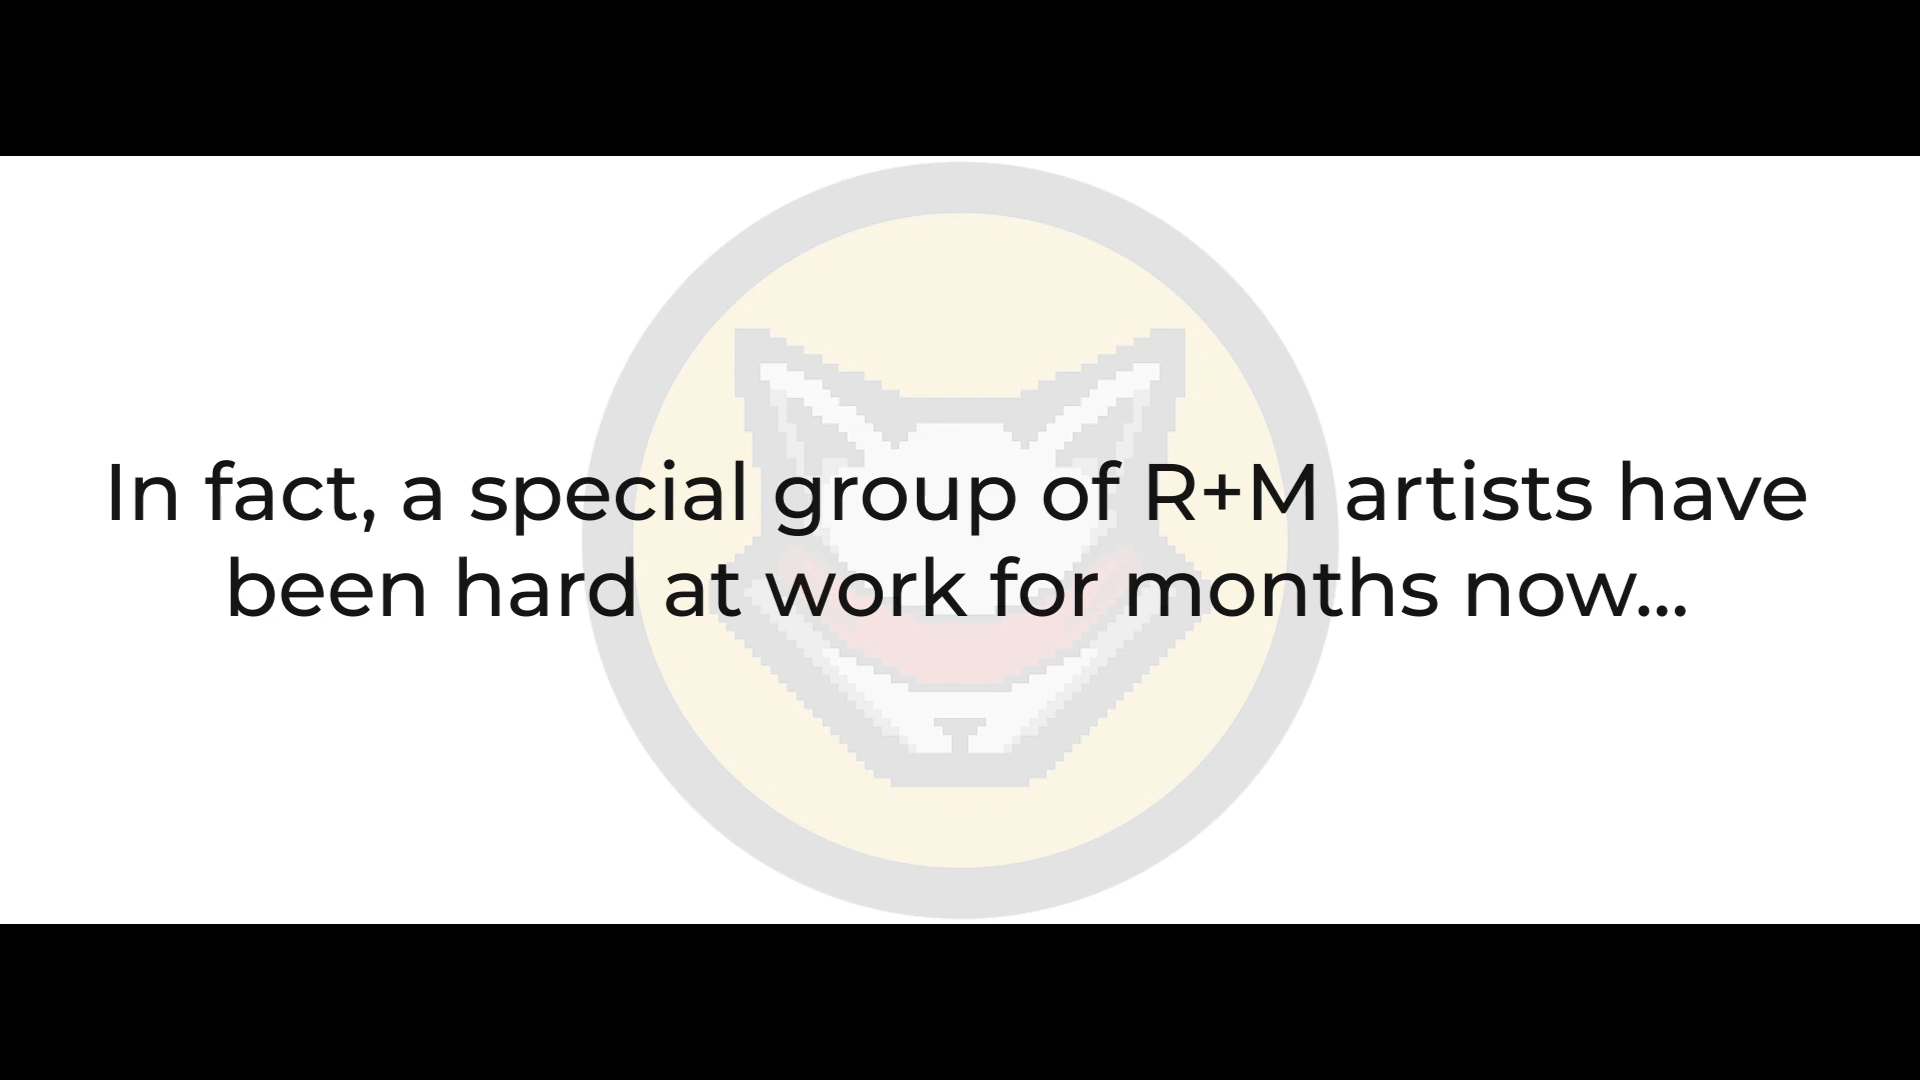 In fact, a special group of R+M artists have
been hard at work for months now...